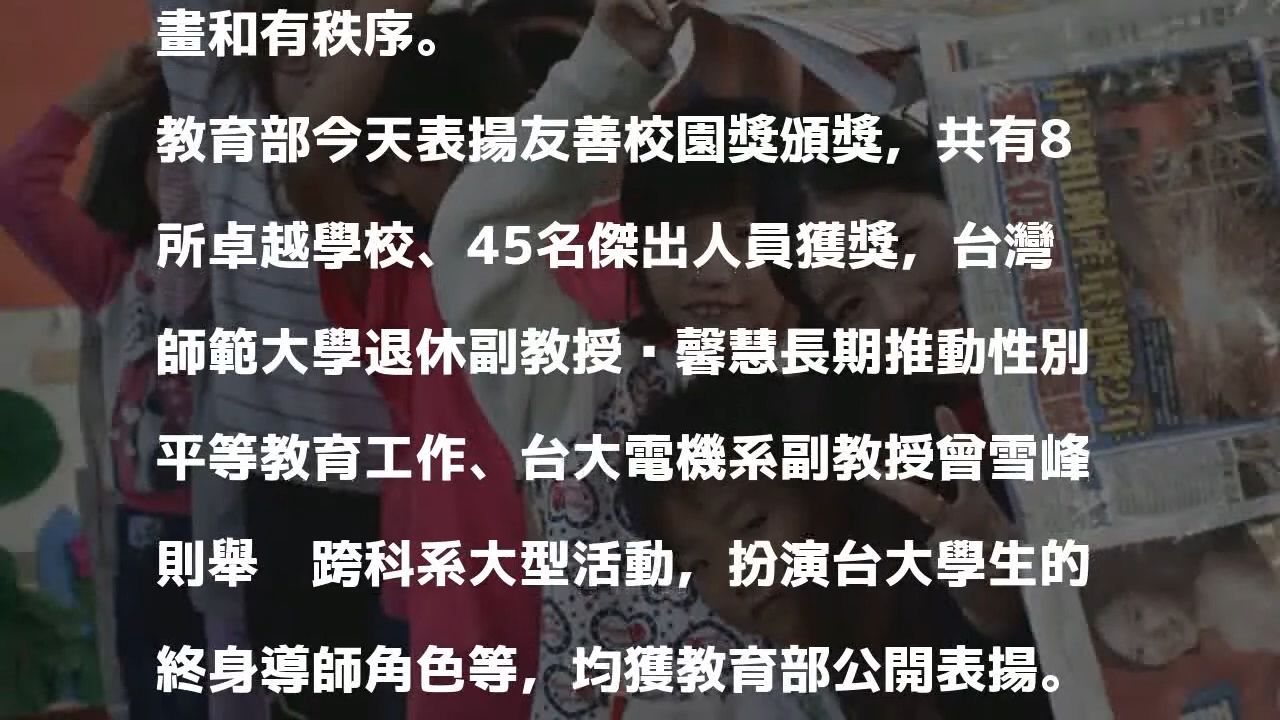 畫和有秩序。
教育部今天表揚友善校園獎頒獎，共有8
所卓越學校、45名傑出人員獲獎，台灣
師範大學退休副教授▪馨慧長期推動性別
平等教育工作、台大電機系副教授曾雪峰
則舉　跨科系大型活動，扮演台大學生的
終身導師角色等，均獲教育部公開表揚。